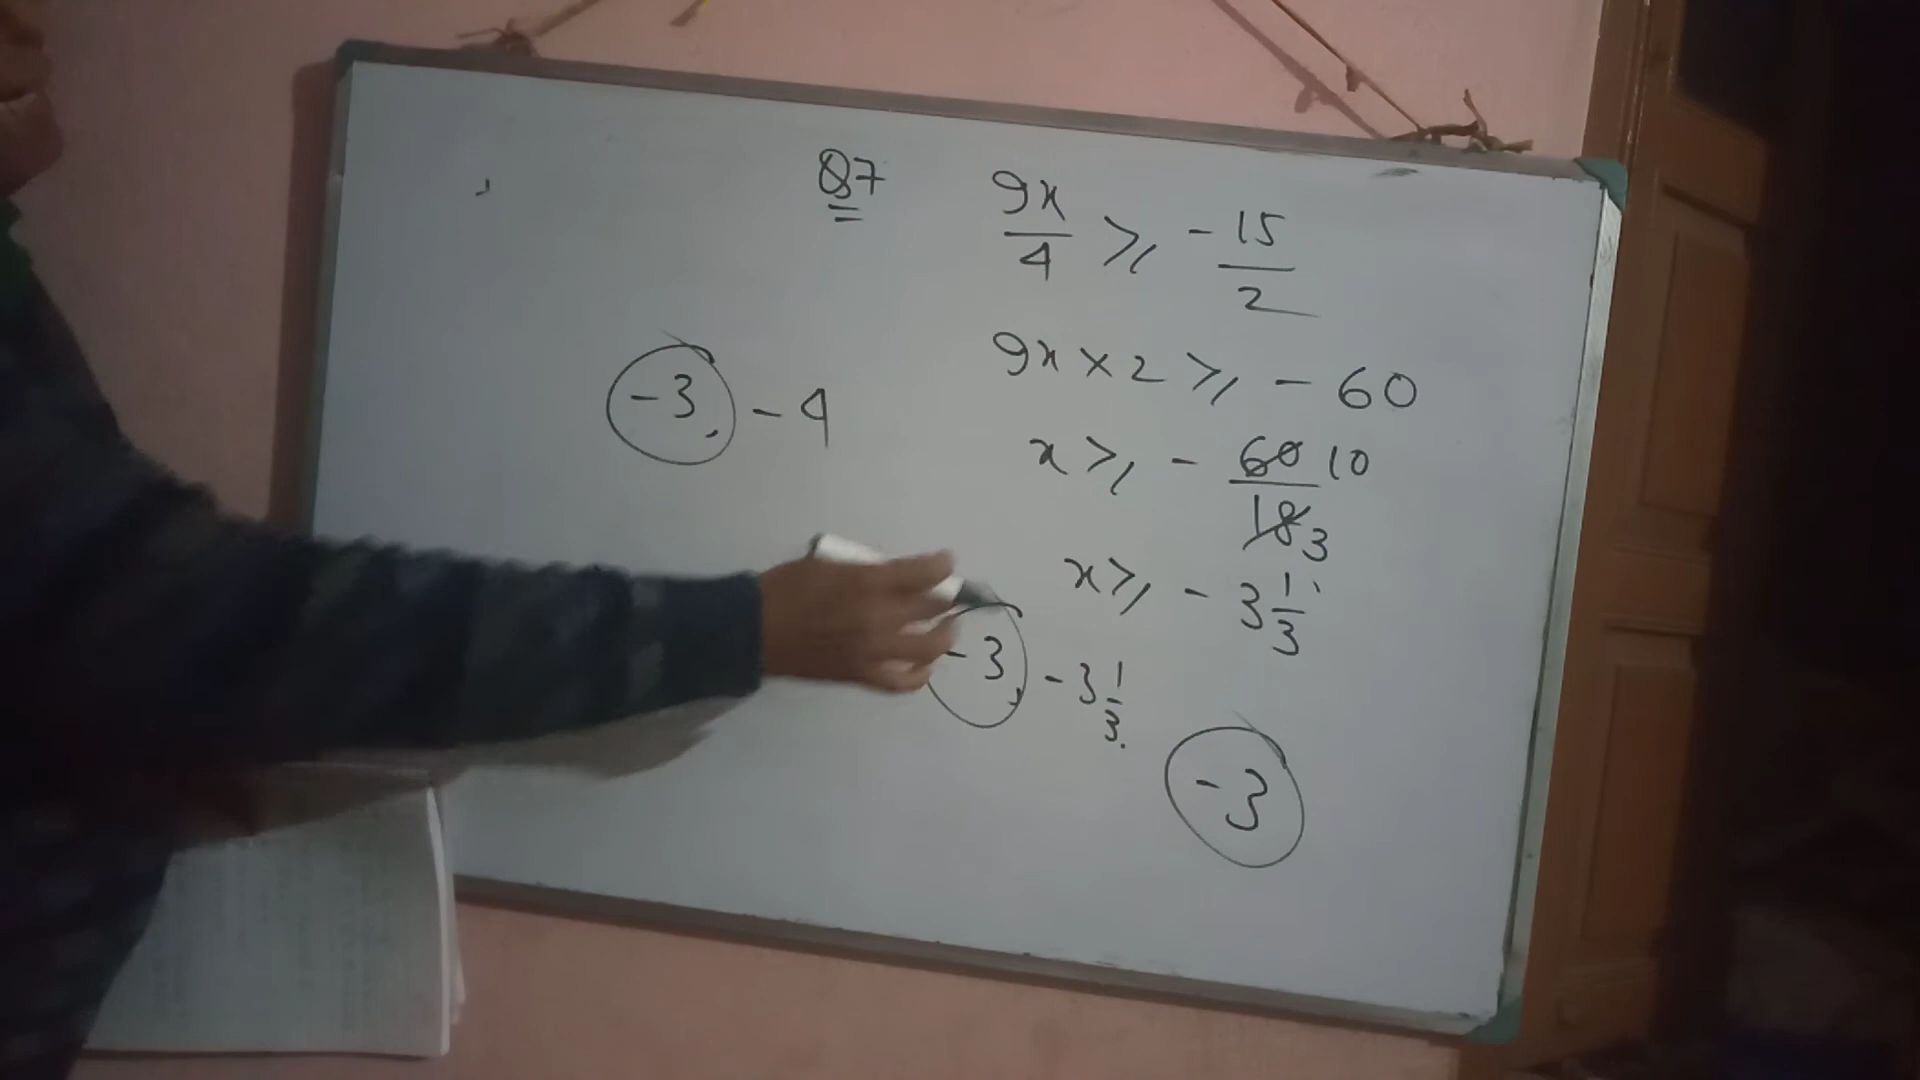 Q7
9x/4 ≥ -15/2
9x × 2 ≥ - 60
x ≥ - 60/18 10/3
x ≥ - 3 1/3
-3, -4
-3, -3 1/3.
-3